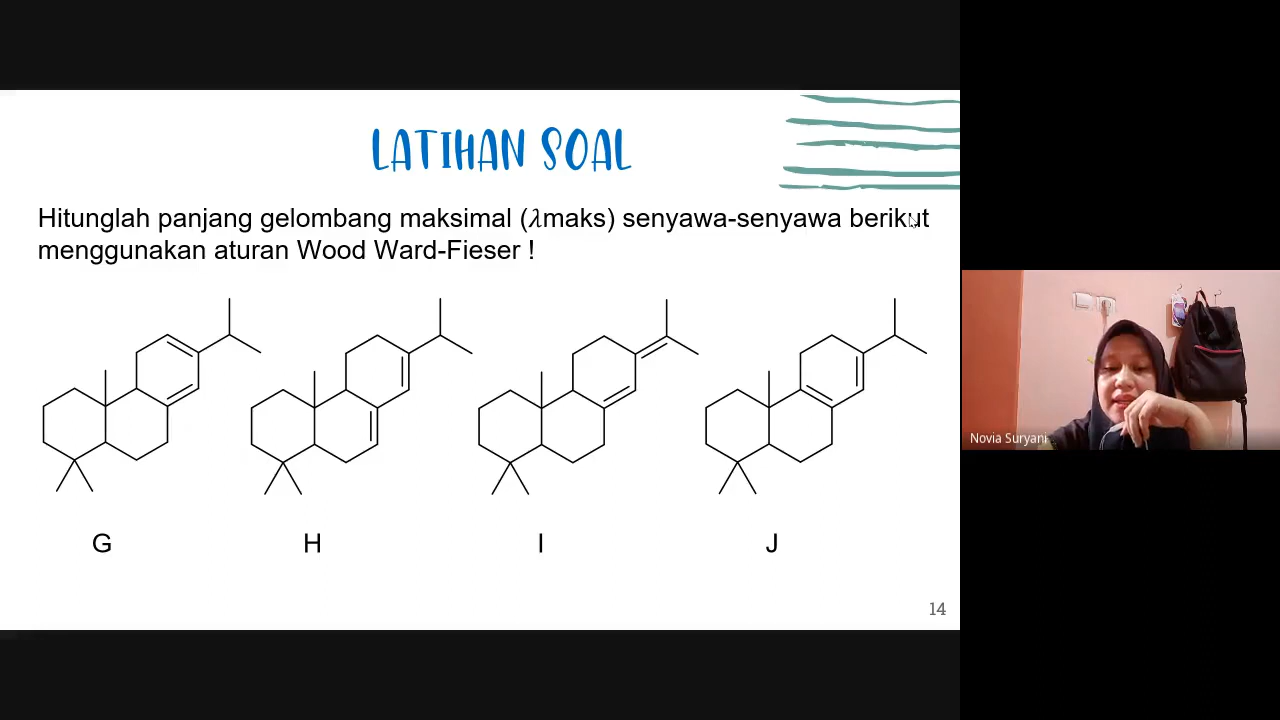 LATIHAN SOAL
Hitunglah panjang gelombang maksimal (λmaks) senyawa-senyawa berikut
menggunakan aturan Wood Ward-Fieser !
G
H
I
J
14
Novia Suryani